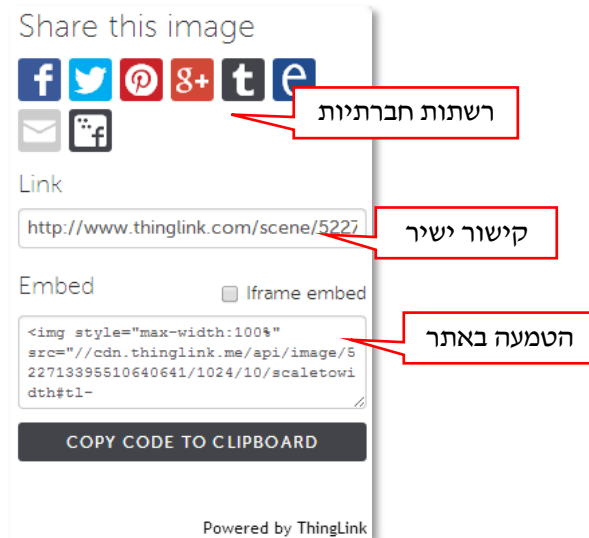 Share this image
רשתות חברתיות
Link
http://www.thinglink.com/scene/5227
קישור ישיר
Embed
Iframe embed
<img style="max-width:100%"
src="//cdn.thinglink.me/api/image/5
22713395510640641/1024/10/scaletowi
dth#tl-
הטמעה באתר
COPY CODE TO CLIPBOARD
Powered by ThingLink